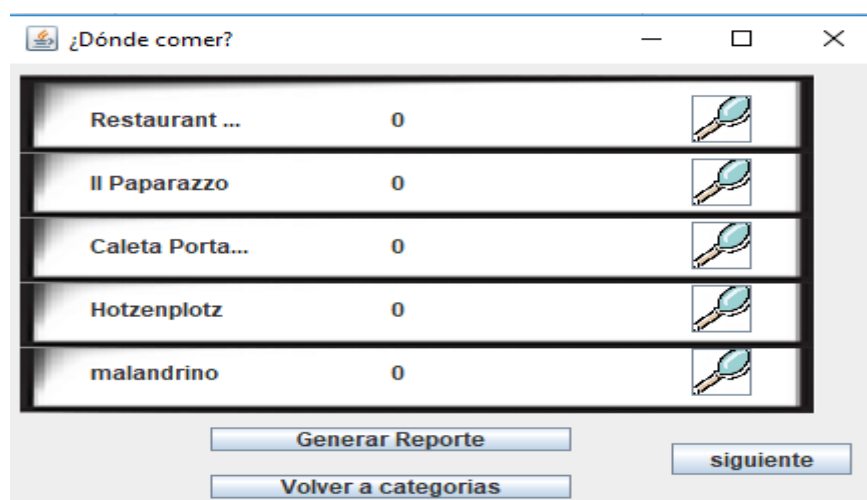 ¿Dónde comer?
Restaurant ... 0
Il Paparazzo 0
Caleta Porta... 0
Hotzenplotz 0
malandrino 0
Generar Reporte
siguiente
Volver a categorias